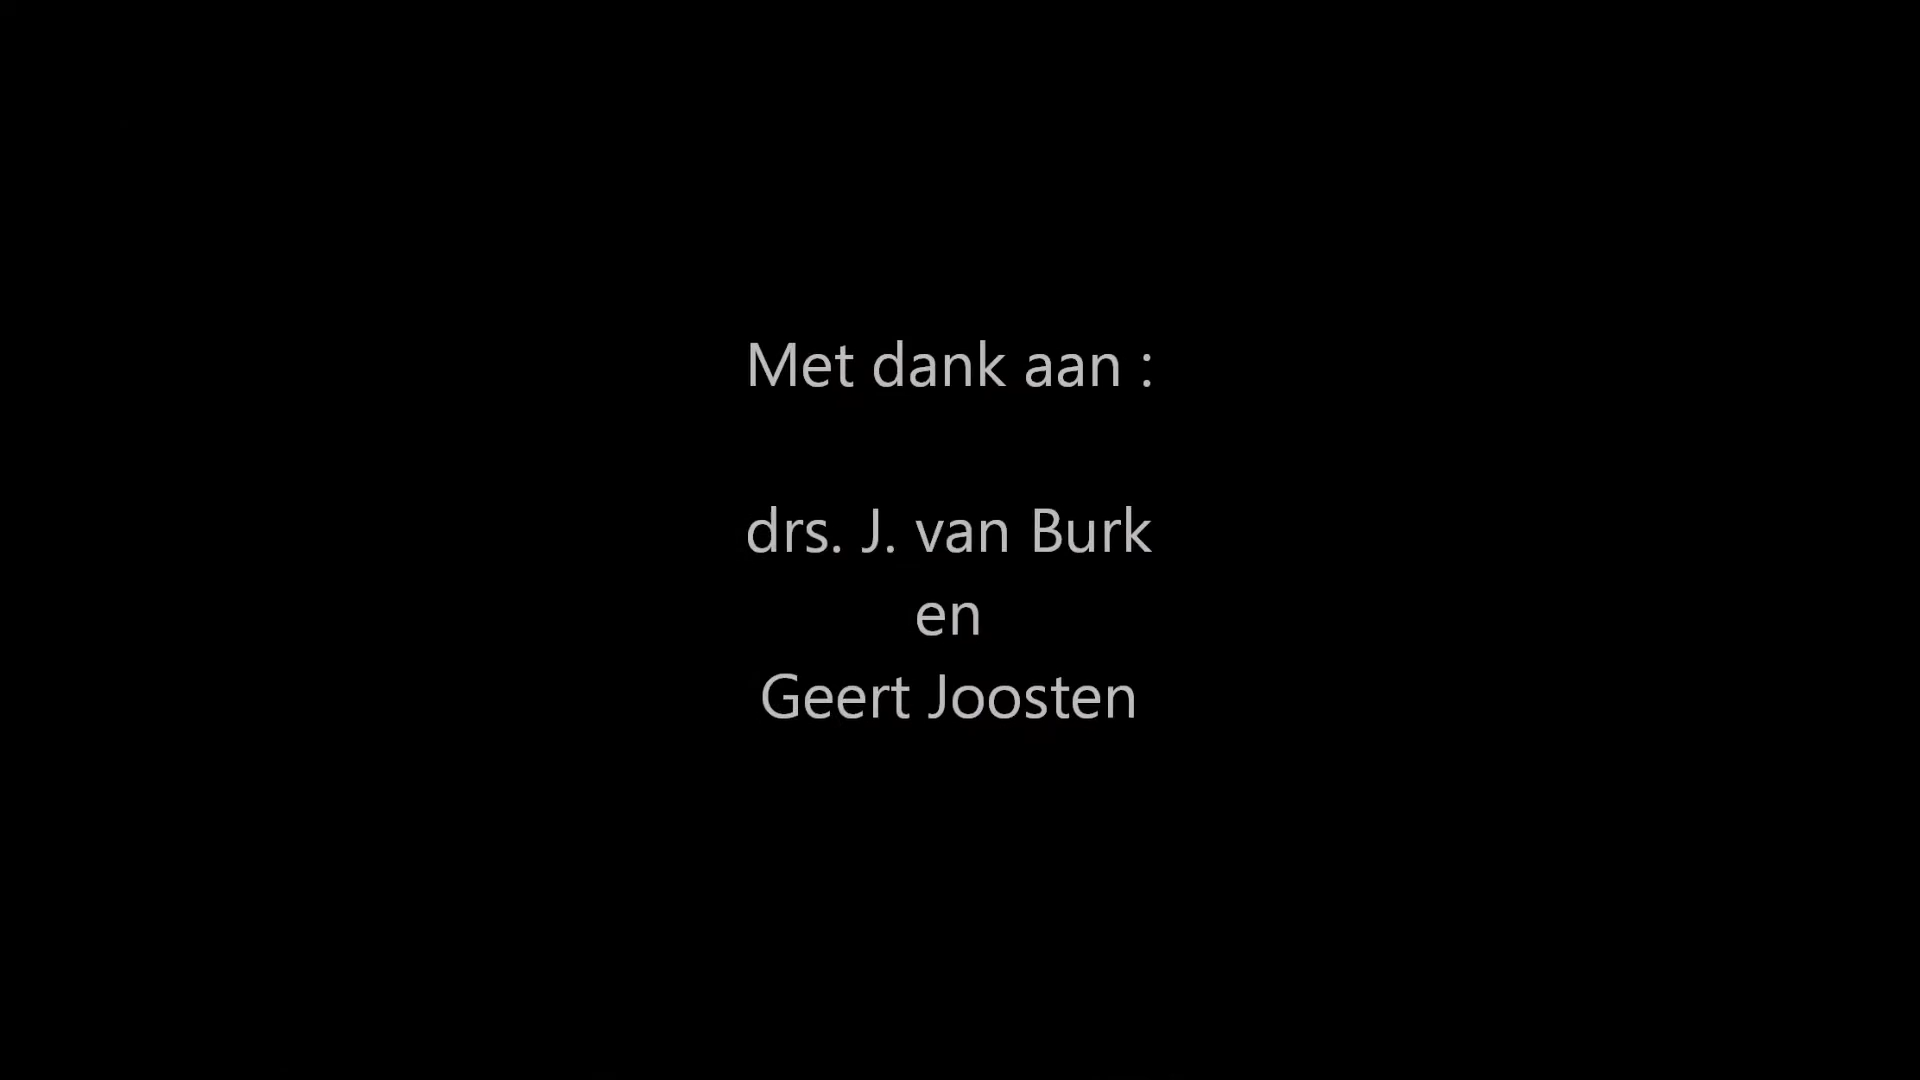 Met dank aan :
drs. J. van Burk
en
Geert Joosten